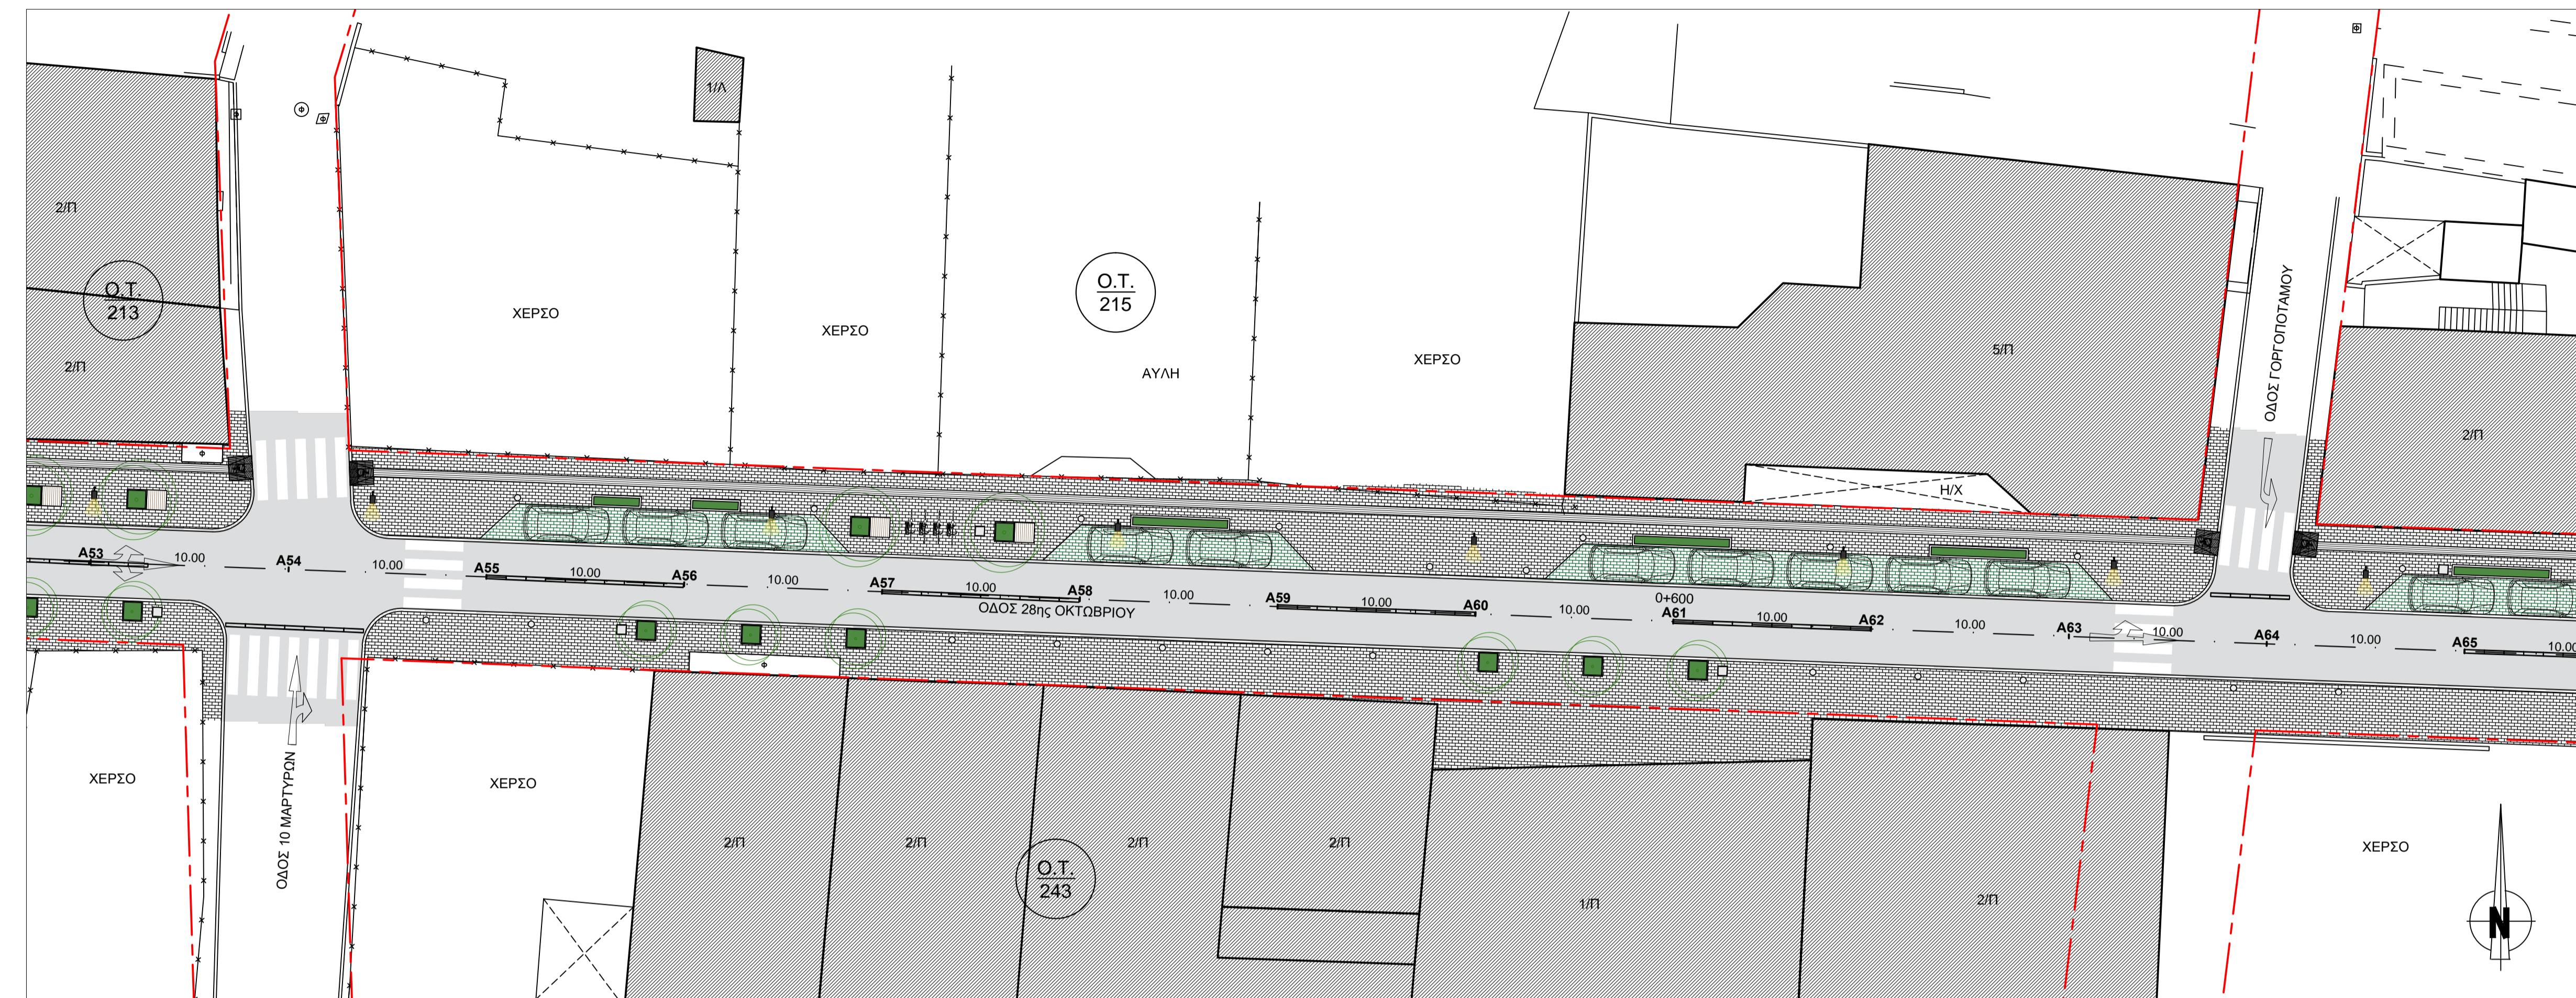 1/Λ
2/Π
Ο.Τ.
213
2/Π
ΧΕΡΣΟ
ΧΕΡΣΟ
Ο.Τ.
215
ΑΥΛΗ
ΧΕΡΣΟ
5/Π
Η/Χ
ΟΔΟΣ ΓΟΡΓΟΠΟΤΑΜΟΥ
2/Π
A53
10.00
A54
10.00
A55
10.00
A56
10.00
A57
10.00
A58
10.00
A59
10.00
A60
10.00
0+600
A61
10.00
A62
10.00
A63
10.00
A64
10.00
A65
10.00
ΟΔΟΣ 28ης ΟΚΤΩΒΡΙΟΥ
ΧΕΡΣΟ
ΟΔΟΣ 10 ΜΑΡΤΥΡΩΝ
ΧΕΡΣΟ
2/Π
2/Π
2/Π
2/Π
Ο.Τ.
243
1/Π
2/Π
ΧΕΡΣΟ
N